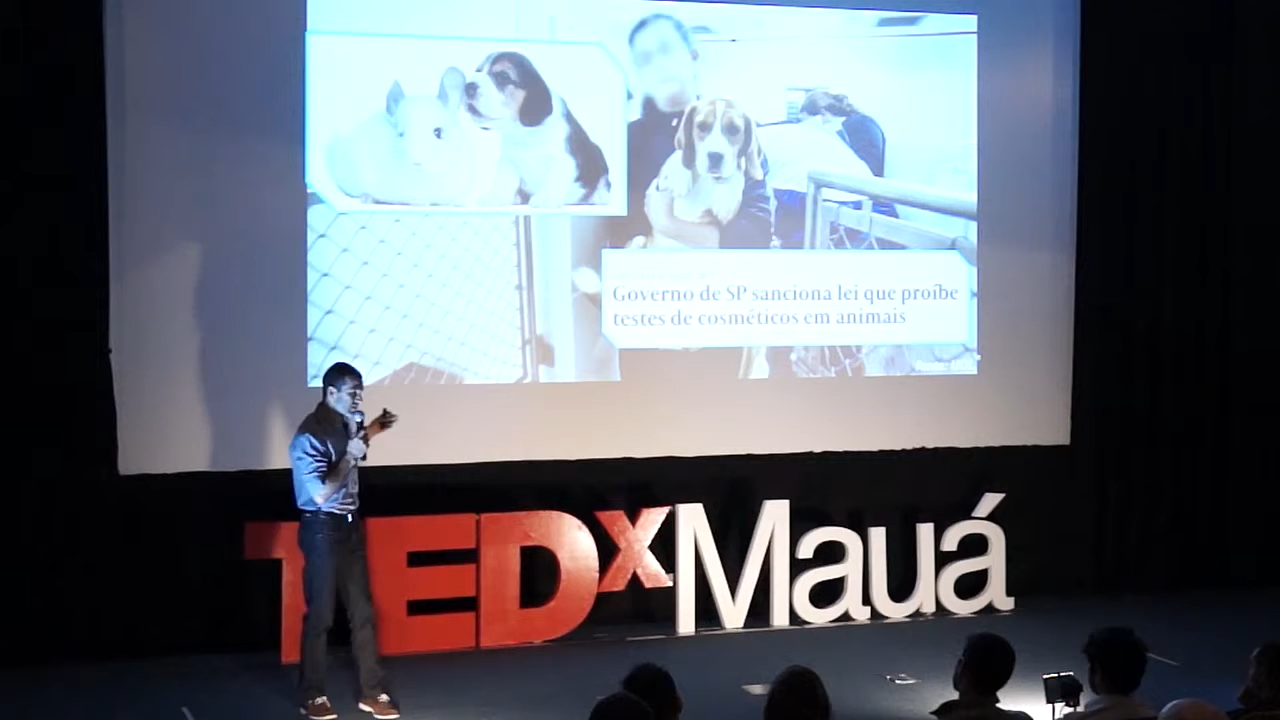 Governo de SP sanciona lei que proíbe
testes de cosméticos em animais
TEDxMauá